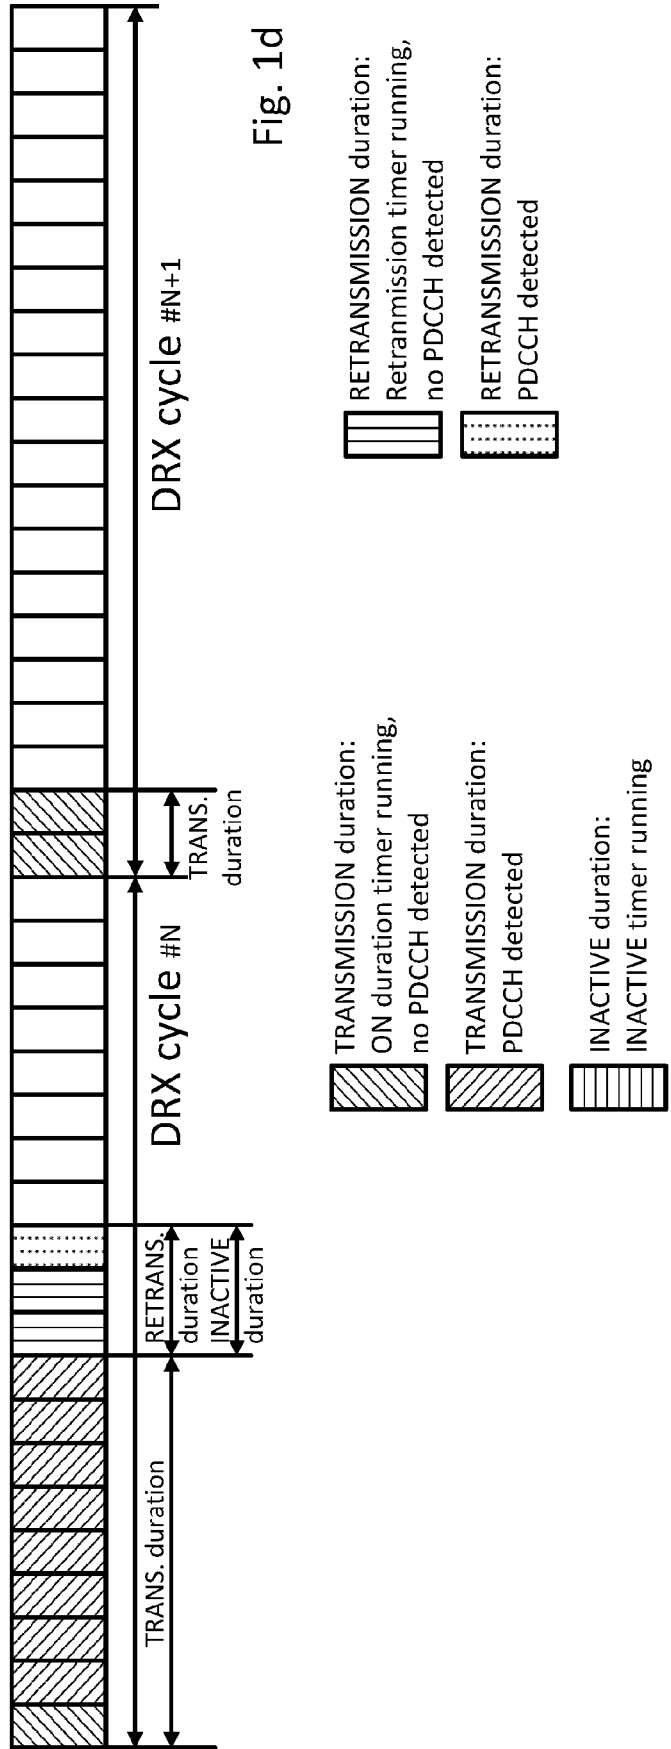 TRANS. duration
RETRANS.
duration
INACTIVE
duration
DRX cycle #N
TRANS.
duration
DRX cycle #N+1
Fig. 1d
TRANSMISSION duration:
ON duration timer running,
no PDCCH detected
TRANSMISSION duration:
PDCCH detected
INACTIVE duration:
INACTIVE timer running
RETRANSMISSION duration:
Retranmission timer running,
no PDCCH detected
RETRANSMISSION duration:
PDCCH detected